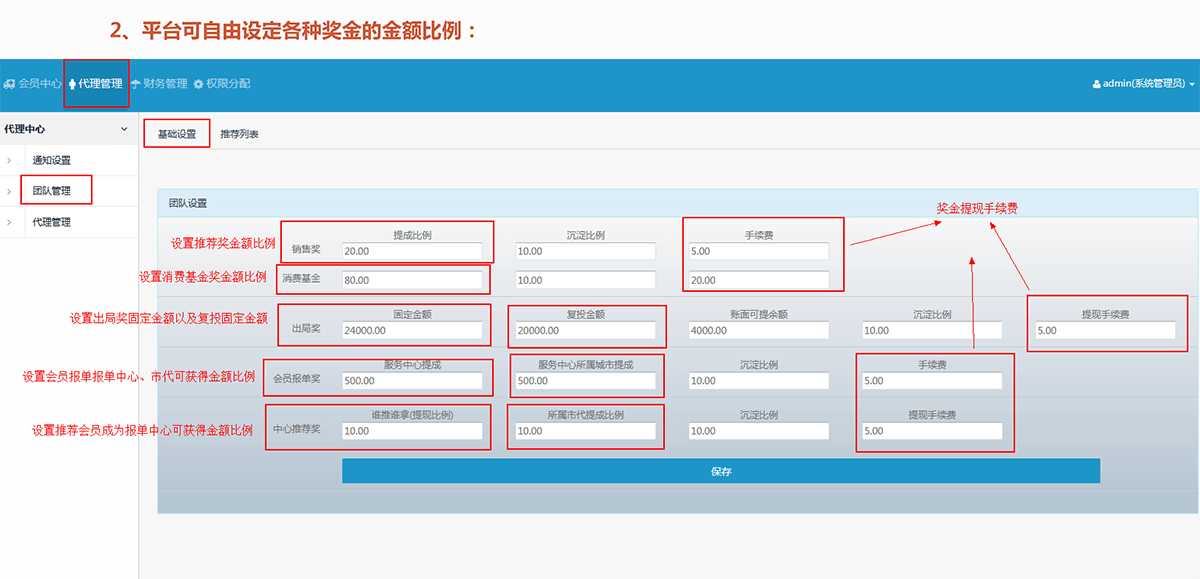 2、平台可自由设定各种奖金的金额比例：
会员中心 代理管理 财务管理 权限分配 admin(系统管理员)
代理中心 基础设置 推荐列表
通知设置
团队管理
代理管理
团队设置
奖金提现手续费
提成比例 沉淀比例 手续费
设置推荐奖金额比例 销售奖 20.00 10.00 5.00
设置消费基金奖金额比例 消费基金 80.00 10.00 20.00
固定金额 复投金额 账面可提余额 沉淀比例 提现手续费
设置出局奖固定金额以及复投固定金额 出局奖 24000.00 20000.00 4000.00 10.00 5.00
服务中心提成 服务中心所属城市提成 沉淀比例 手续费
设置会员报单报单中心、市代可获得金额比例 会员报单奖 500.00 500.00 10.00 5.00
谁推谁拿(提现比例) 所属市代提成比例 沉淀比例 提现手续费
设置推荐会员成为报单中心可获得金额比例 中心推荐奖 10.00 10.00 10.00 5.00
保存